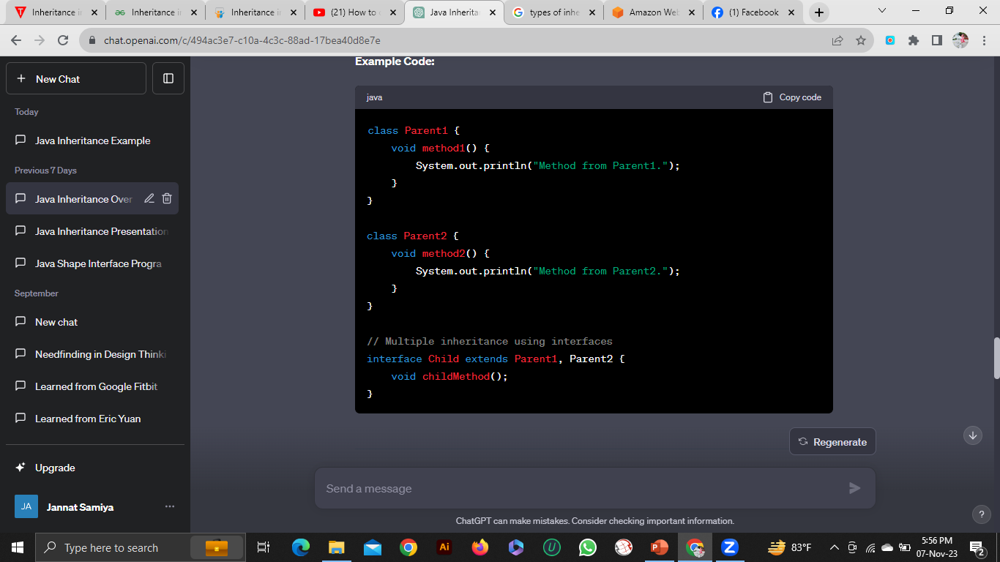 Inheritance i
Inheritance i
Inheritance i
(21) How to
Java Inherita
types of inhe
Amazon Web
(1) Facebook
chat.openai.com/c/494ac3e7-c10a-4c3c-88ad-17bea40d8e7e
New Chat
Today
Java Inheritance Example
Previous 7 Days
Java Inheritance Over
Java Inheritance Presentation
Java Shape Interface Progra
September
New chat
Needfinding in Design Thinki
Learned from Google Fitbit
Learned from Eric Yuan
Upgrade
JA
Jannat Samiya
Example Code:
java
Copy code
class Parent1 {
    void method1() {
        System.out.println("Method from Parent1.");
    }
}

class Parent2 {
    void method2() {
        System.out.println("Method from Parent2.");
    }
}

// Multiple inheritance using interfaces
interface Child extends Parent1, Parent2 {
    void childMethod();
}
Regenerate
Send a message
ChatGPT can make mistakes. Consider checking important information.
?
Type here to search
Ai
83°F
5:56 PM
07-Nov-23
2